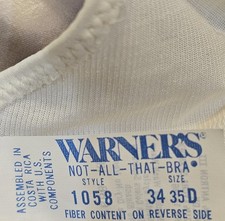 ASSEMBLED IN
COSTA RICA
WITH U.S.
COMPONENTS
WARNER'S
NOT-ALL-THAT-BRA
STYLE SIZE
1058 34 35D
FIBER CONTENT ON REVERSE SIDE